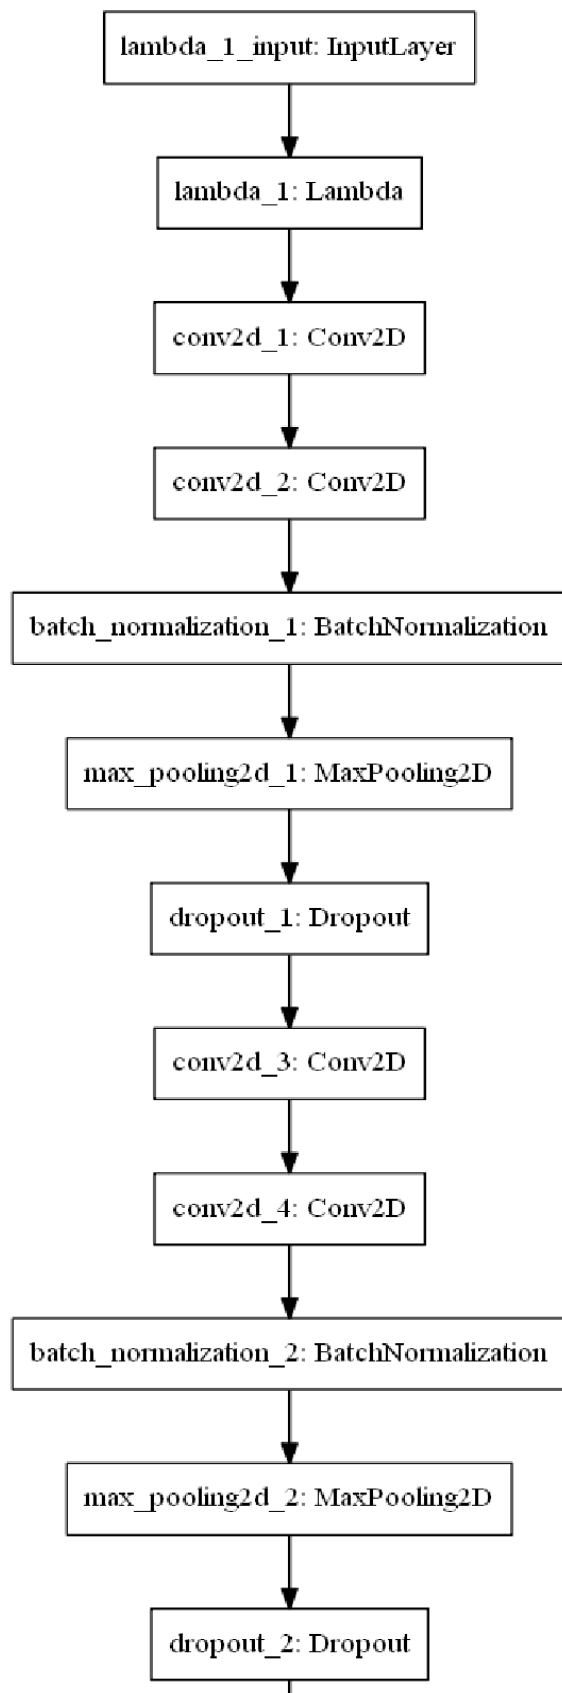 lambda_1_input: InputLayer
lambda_1: Lambda
conv2d_1: Conv2D
conv2d_2: Conv2D
batch_normalization_1: BatchNormalization
max_pooling2d_1: MaxPooling2D
dropout_1: Dropout
conv2d_3: Conv2D
conv2d_4: Conv2D
batch_normalization_2: BatchNormalization
max_pooling2d_2: MaxPooling2D
dropout_2: Dropout